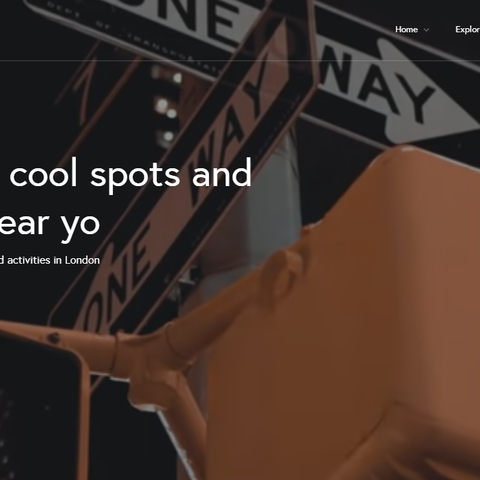 DEPT. OF TRANSPORTATION
ONE WAY
Home
Explor
ONE WAY
cool spots and
ear yo
d activities in London